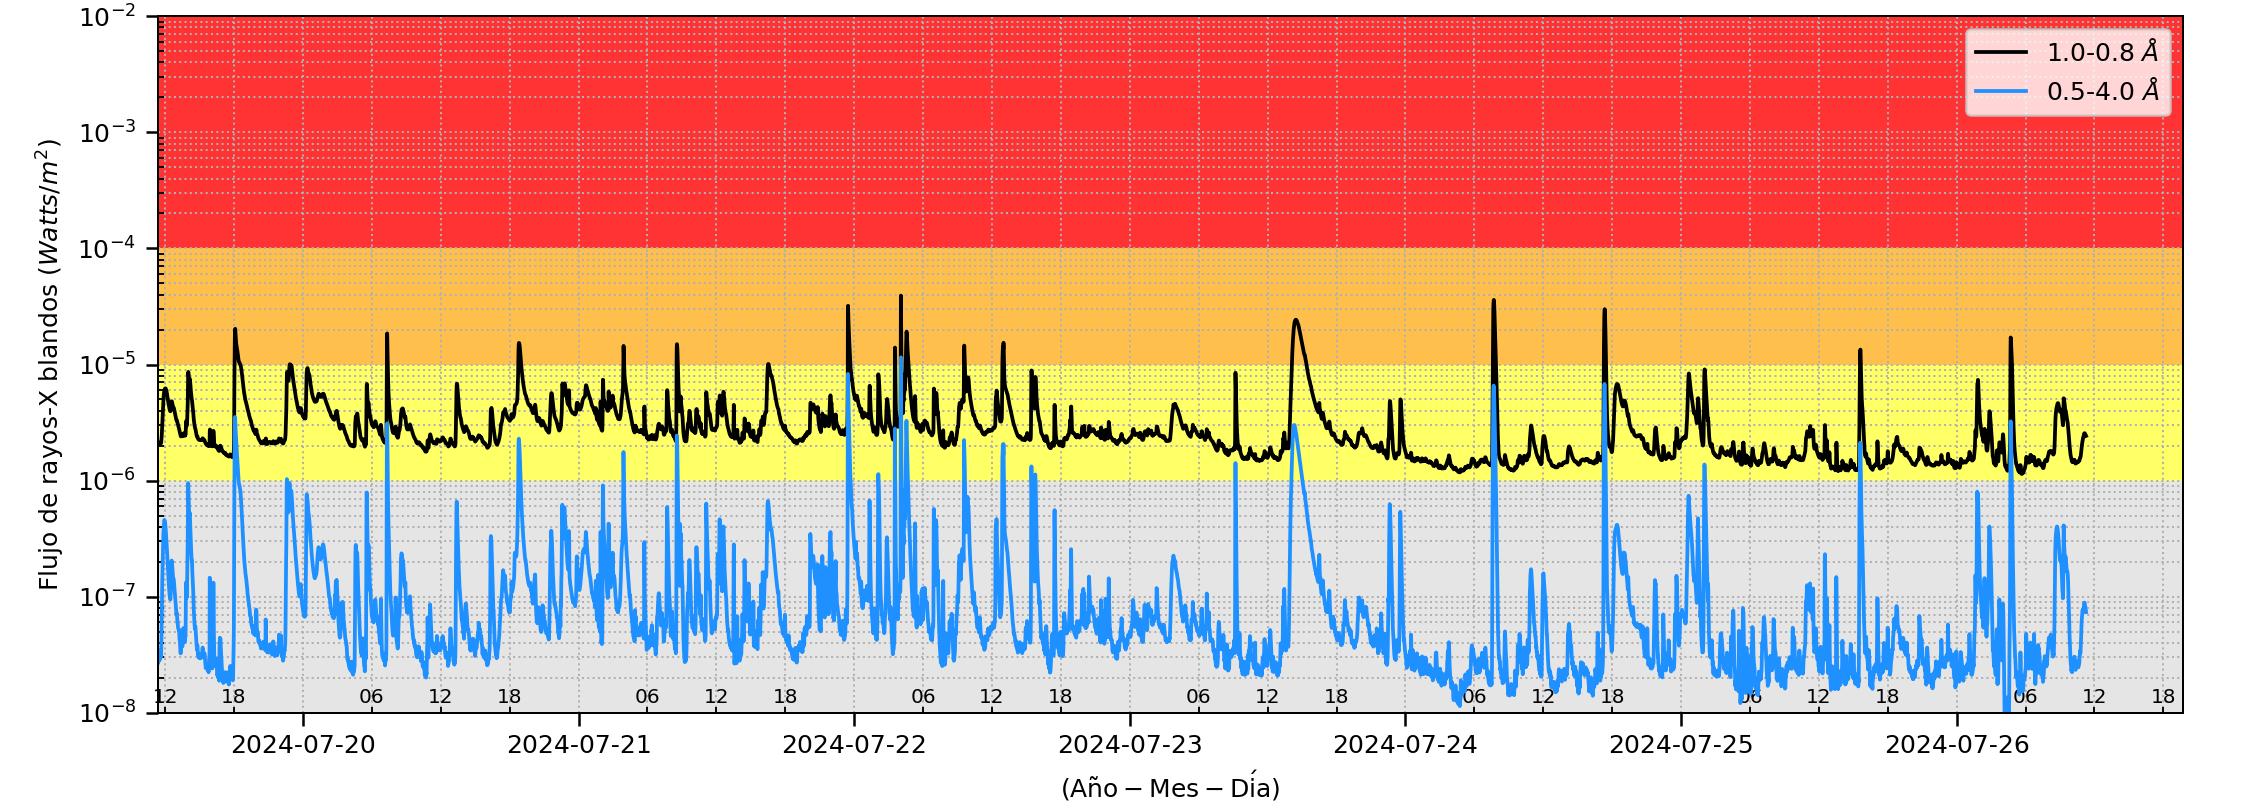 10⁻²
10⁻³
10⁻⁴
10⁻⁵
10⁻⁶
10⁻⁷
10⁻⁸
Flujo de rayos-X blandos (Watts/m²)
1.0-0.8 Å
0.5-4.0 Å
12 18 06 12 18 06 12 18 06 12 18 06 12 18 06 12 18 06 12 18 06 12 18
2024-07-20 2024-07-21 2024-07-22 2024-07-23 2024-07-24 2024-07-25 2024-07-26
(Año − Mes − Día)